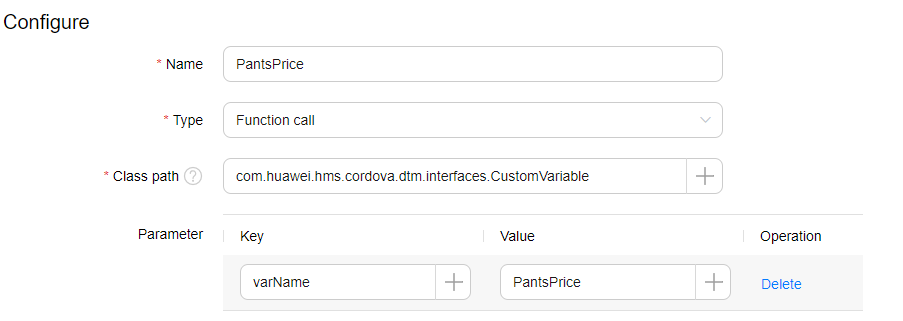 Configure
* Name PantsPrice
* Type Function call
* Class path ? com.huawei.hms.cordova.dtm.interfaces.CustomVariable
Parameter Key Value Operation
varName PantsPrice Delete